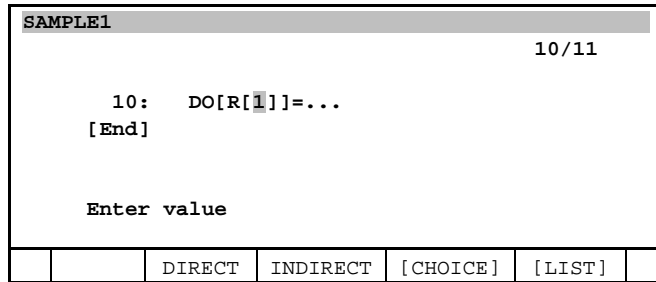 SAMPLE1
10/11
10: DO[R[1]]=...
[End]
Enter value
DIRECT INDIRECT [CHOICE] [LIST]